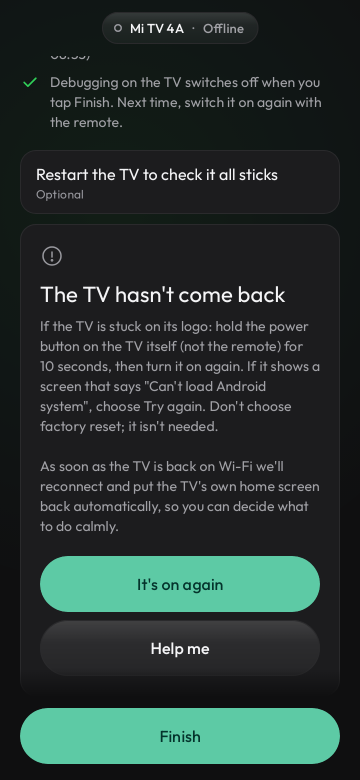 Mi TV 4A · Offline
Debugging on the TV switches off when you
tap Finish. Next time, switch it on again with
the remote.
Restart the TV to check it all sticks
Optional
The TV hasn't come back
If the TV is stuck on its logo: hold the power
button on the TV itself (not the remote) for
10 seconds, then turn it on again. If it shows a
screen that says "Can't load Android
system", choose Try again. Don't choose
factory reset; it isn't needed.
As soon as the TV is back on Wi-Fi we'll
reconnect and put the TV's own home screen
back automatically, so you can decide what
to do calmly.
It's on again
Help me
Finish